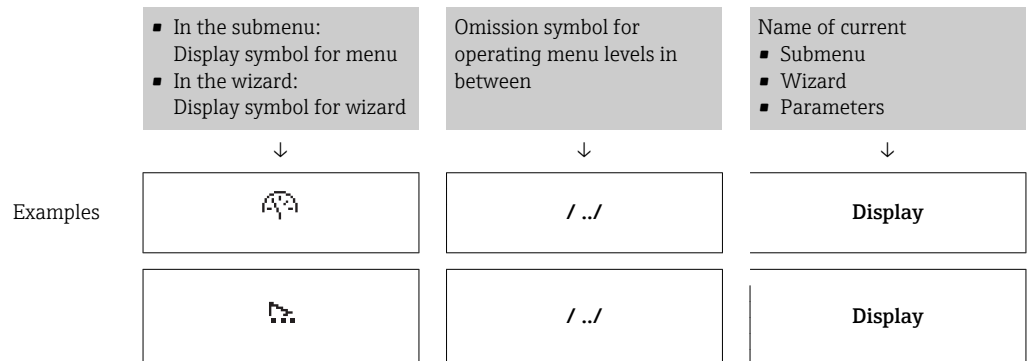 ▪ In the submenu:
Display symbol for menu
▪ In the wizard:
Display symbol for wizard
Omission symbol for
operating menu levels in
between
Name of current
▪ Submenu
▪ Wizard
▪ Parameters
↓ ↓ ↓
Examples / ../ Display
/ ../ Display